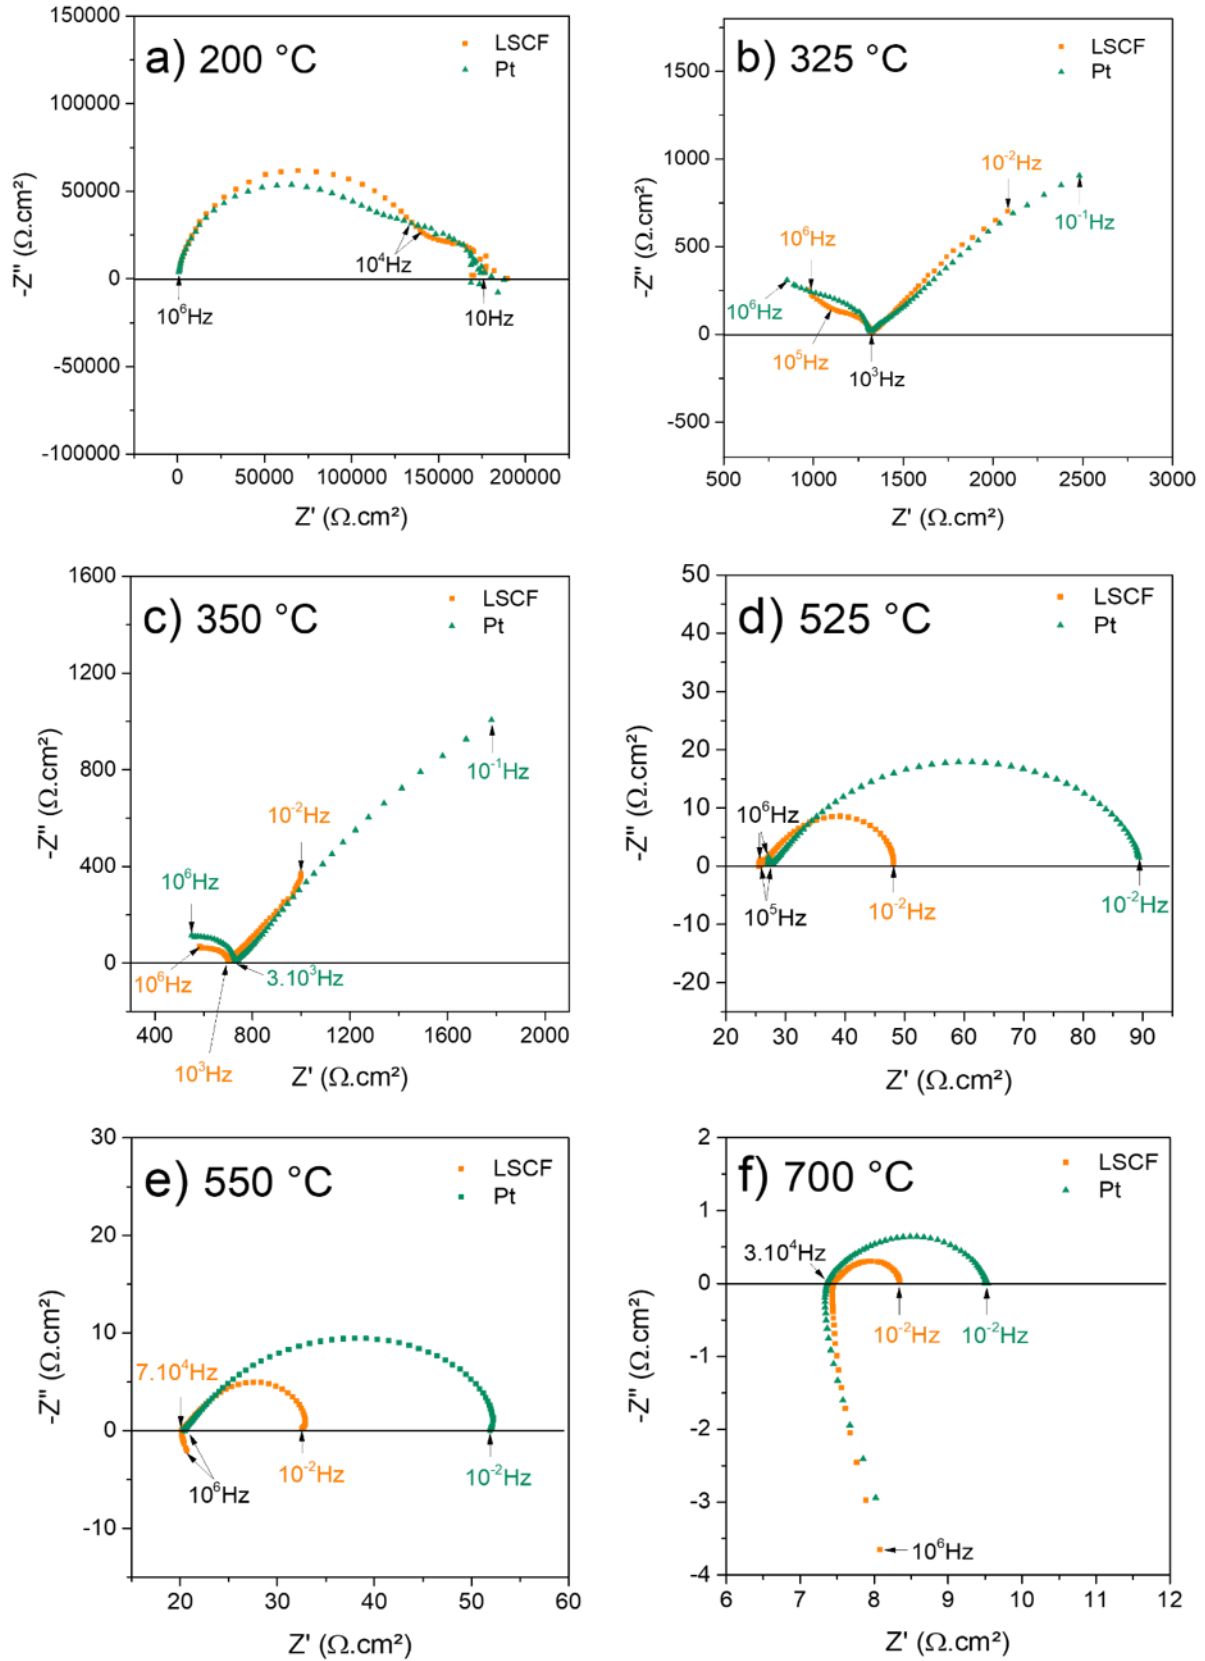 a) 200 °C
LSCF
Pt
150000
100000
50000
0
-50000
-100000
-Z'' (Ω.cm²)
10⁶Hz
10⁴Hz
10Hz
0 50000 100000 150000 200000
Z' (Ω.cm²)
b) 325 °C
LSCF
Pt
1500
1000
500
0
-500
-Z'' (Ω.cm²)
10⁻²Hz
10⁻¹Hz
10⁶Hz
10⁶Hz
10⁵Hz
10³Hz
500 1000 1500 2000 2500 3000
Z' (Ω.cm²)
c) 350 °C
LSCF
Pt
1600
1200
800
400
0
-Z'' (Ω.cm²)
10⁻¹Hz
10⁻²Hz
10⁶Hz
10⁶Hz
3.10³Hz
10³Hz
400 800 1200 1600 2000
Z' (Ω.cm²)
d) 525 °C
LSCF
Pt
50
40
30
20
10
0
-10
-20
-Z'' (Ω.cm²)
10⁶Hz
10⁵Hz
10⁻²Hz
10⁻²Hz
20 30 40 50 60 70 80 90
Z' (Ω.cm²)
e) 550 °C
LSCF
Pt
30
20
10
0
-10
-Z'' (Ω.cm²)
7.10⁴Hz
10⁶Hz
10⁻²Hz
10⁻²Hz
20 30 40 50 60
Z' (Ω.cm²)
f) 700 °C
LSCF
Pt
2
1
0
-1
-2
-3
-4
-Z'' (Ω.cm²)
3.10⁴Hz
10⁻²Hz
10⁻²Hz
10⁶Hz
6 7 8 9 10 11 12
Z' (Ω.cm²)